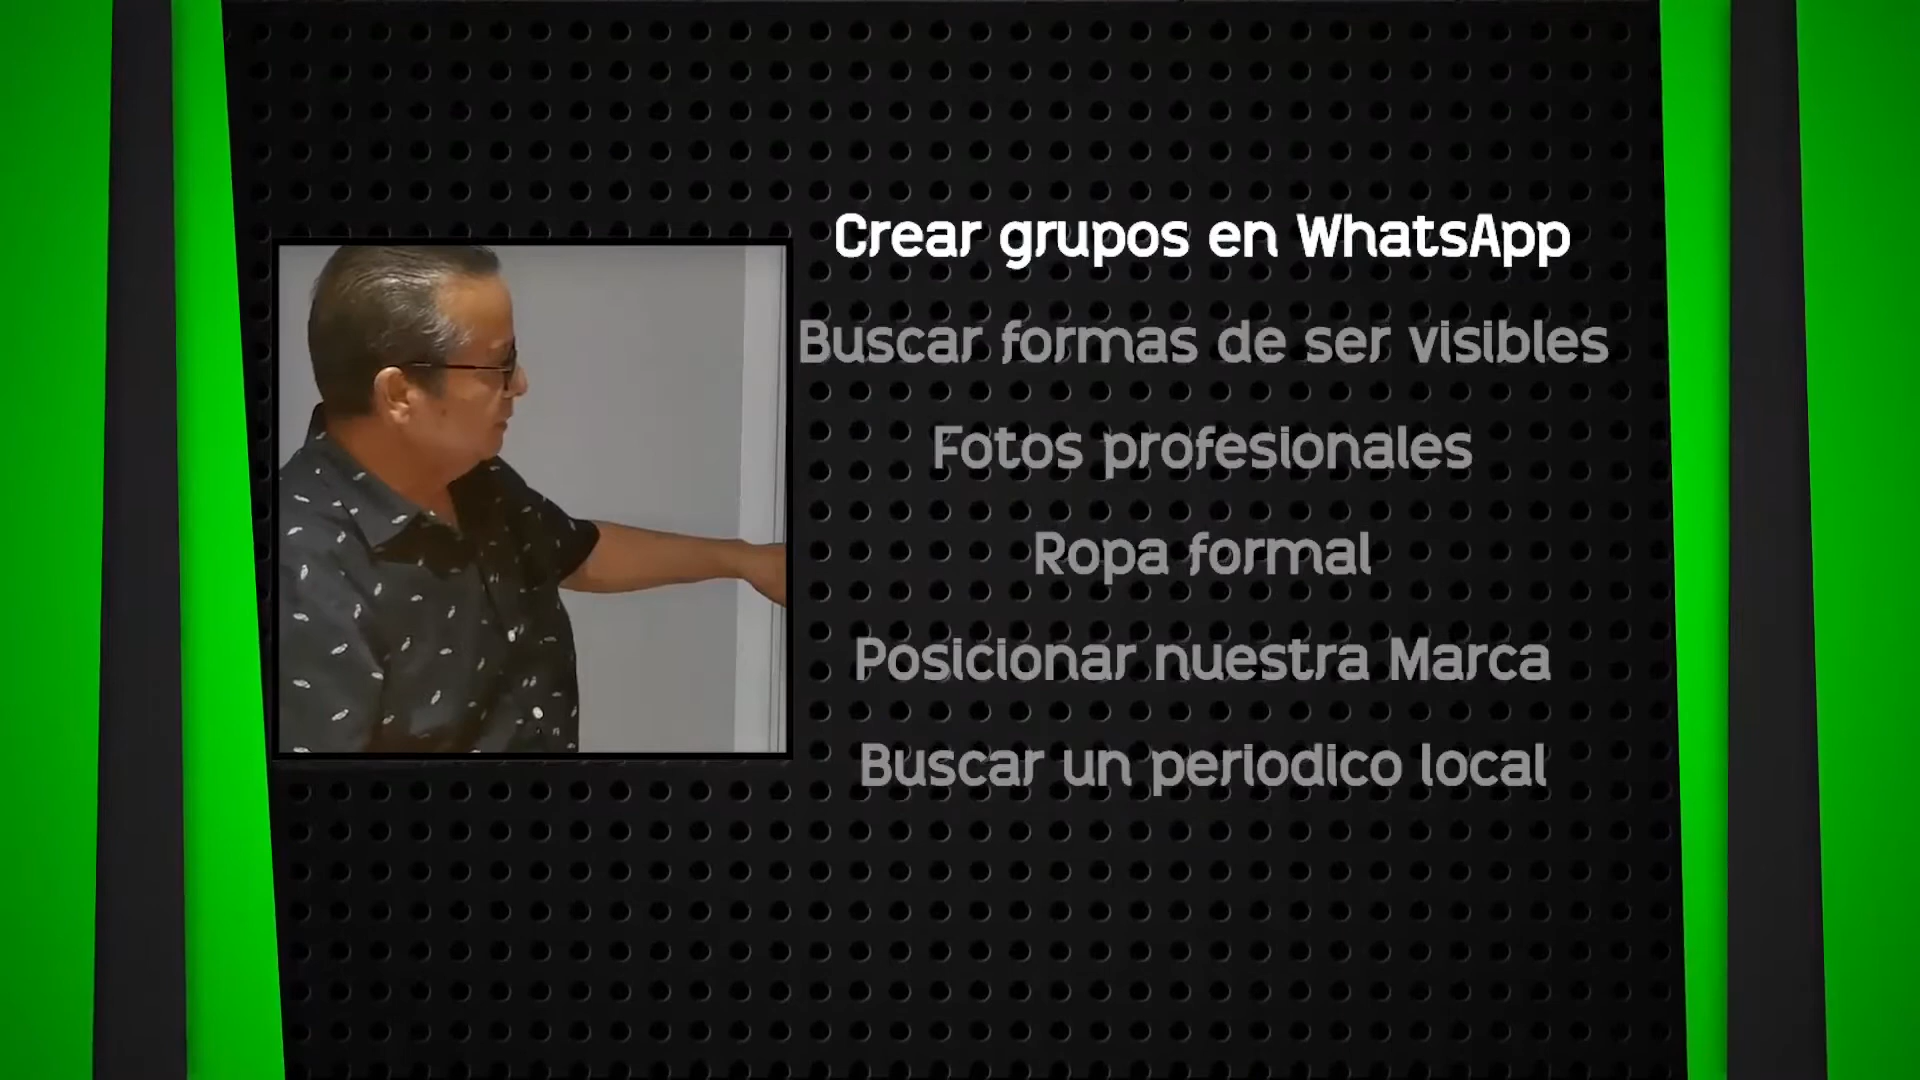 Crear grupos en WhatsApp
Buscar formas de ser visibles
Fotos profesionales
Ropa formal
Posicionar nuestra Marca
Buscar un periodico local